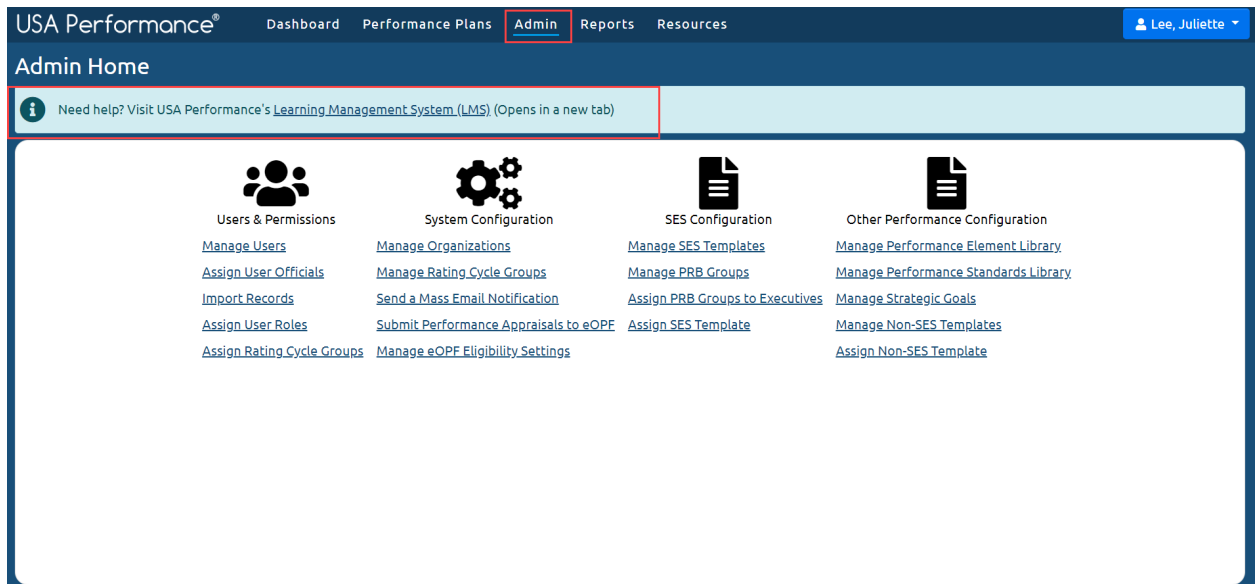 USA Performance® Dashboard Performance Plans Admin Reports Resources Lee, Juliette
Admin Home
Need help? Visit USA Performance's Learning Management System (LMS) (Opens in a new tab)
Users & Permissions
Manage Users
Assign User Officials
Import Records
Assign User Roles
Assign Rating Cycle Groups
System Configuration
Manage Organizations
Manage Rating Cycle Groups
Send a Mass Email Notification
Submit Performance Appraisals to eOPF
Manage eOPF Eligibility Settings
SES Configuration
Manage SES Templates
Manage PRB Groups
Assign PRB Groups to Executives
Assign SES Template
Other Performance Configuration
Manage Performance Element Library
Manage Performance Standards Library
Manage Strategic Goals
Manage Non-SES Templates
Assign Non-SES Template